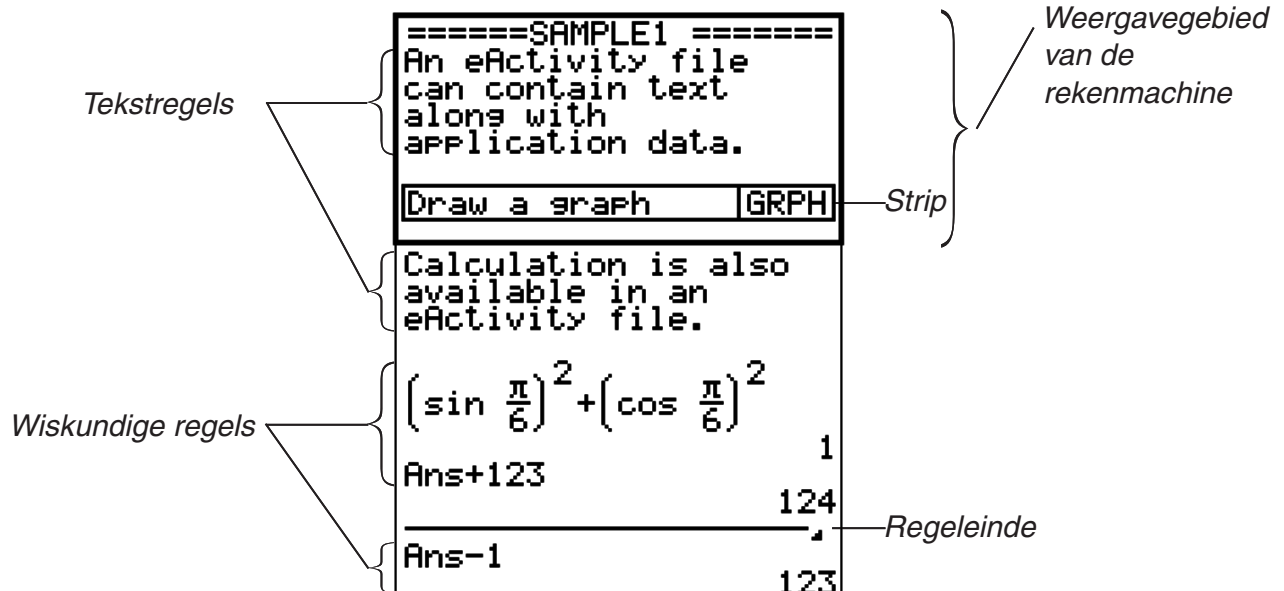 ======SAMPLE1 =======
An eActivity file
can contain text
along with
application data.
Draw a graph GRPH
Calculation is also
available in an
eActivity file.
(sin π/6)²+(cos π/6)²
1
Ans+123
124
Ans−1
123
Tekstregels
Wiskundige regels
Weergavegebied
van de
rekenmachine
Strip
Regeleinde